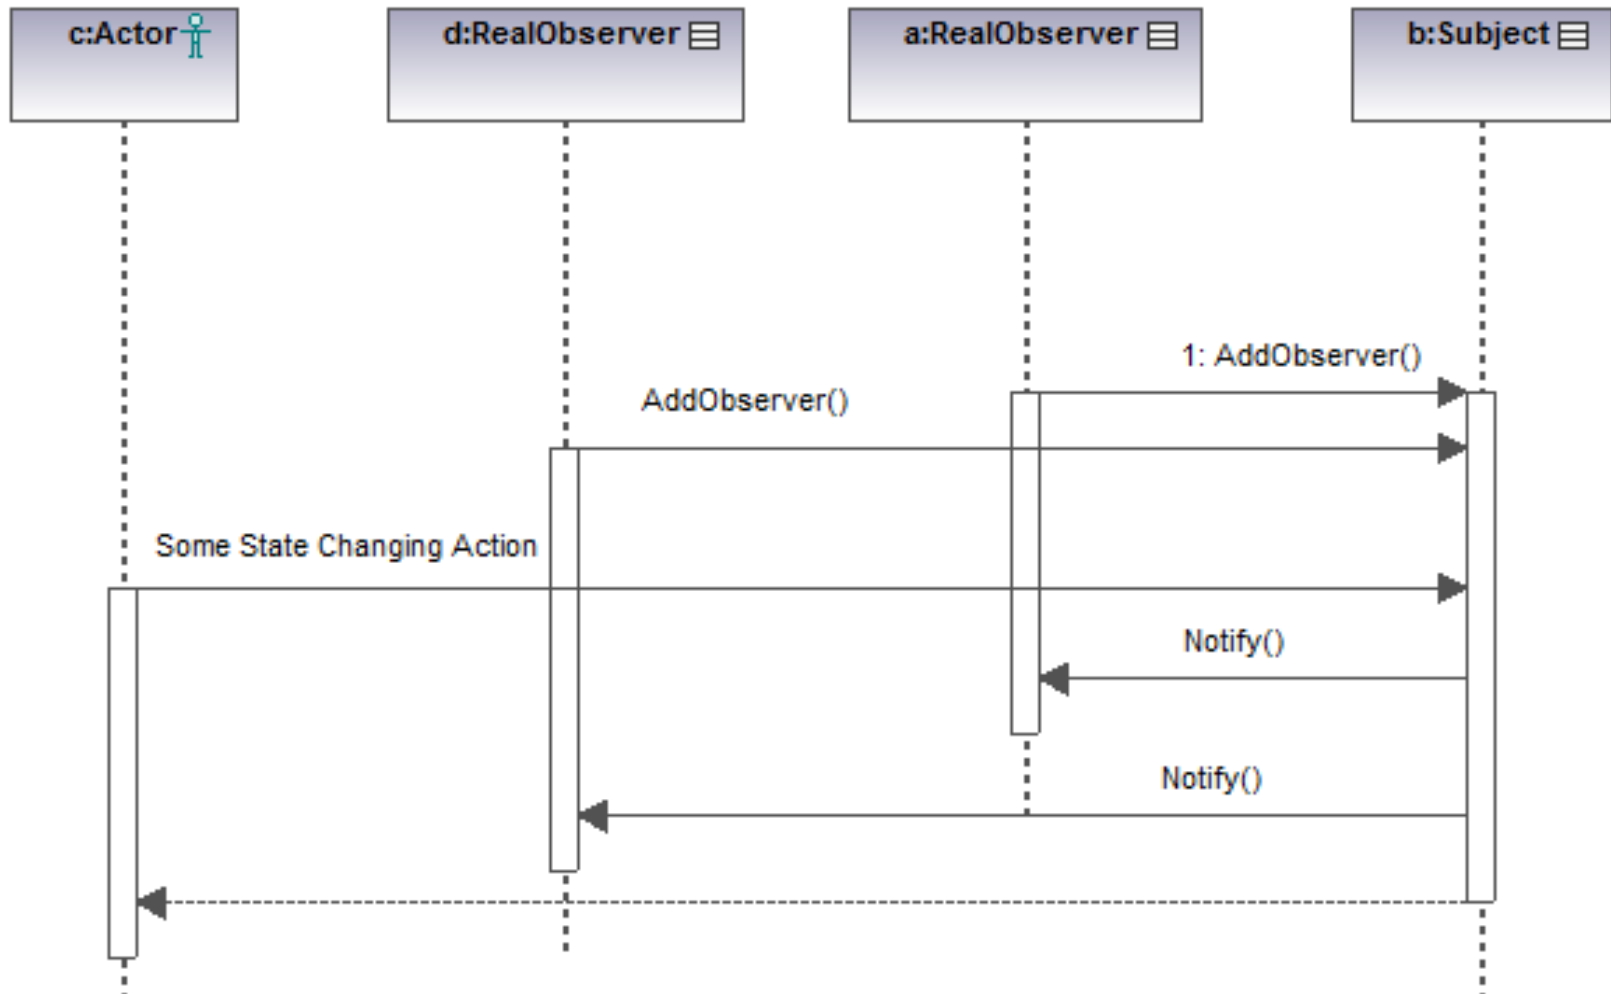 c:Actor
d:RealObserver
a:RealObserver
b:Subject
1: AddObserver()
AddObserver()
Some State Changing Action
Notify()
Notify()